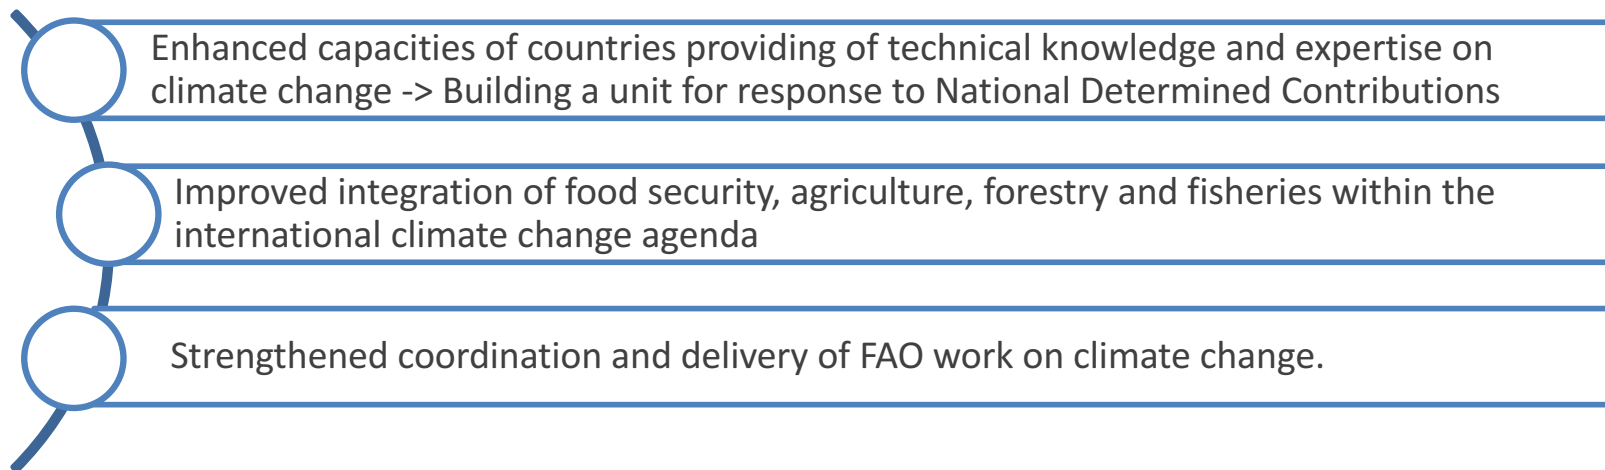 Enhanced capacities of countries providing of technical knowledge and expertise on
climate change -> Building a unit for response to National Determined Contributions
Improved integration of food security, agriculture, forestry and fisheries within the
international climate change agenda
Strengthened coordination and delivery of FAO work on climate change.